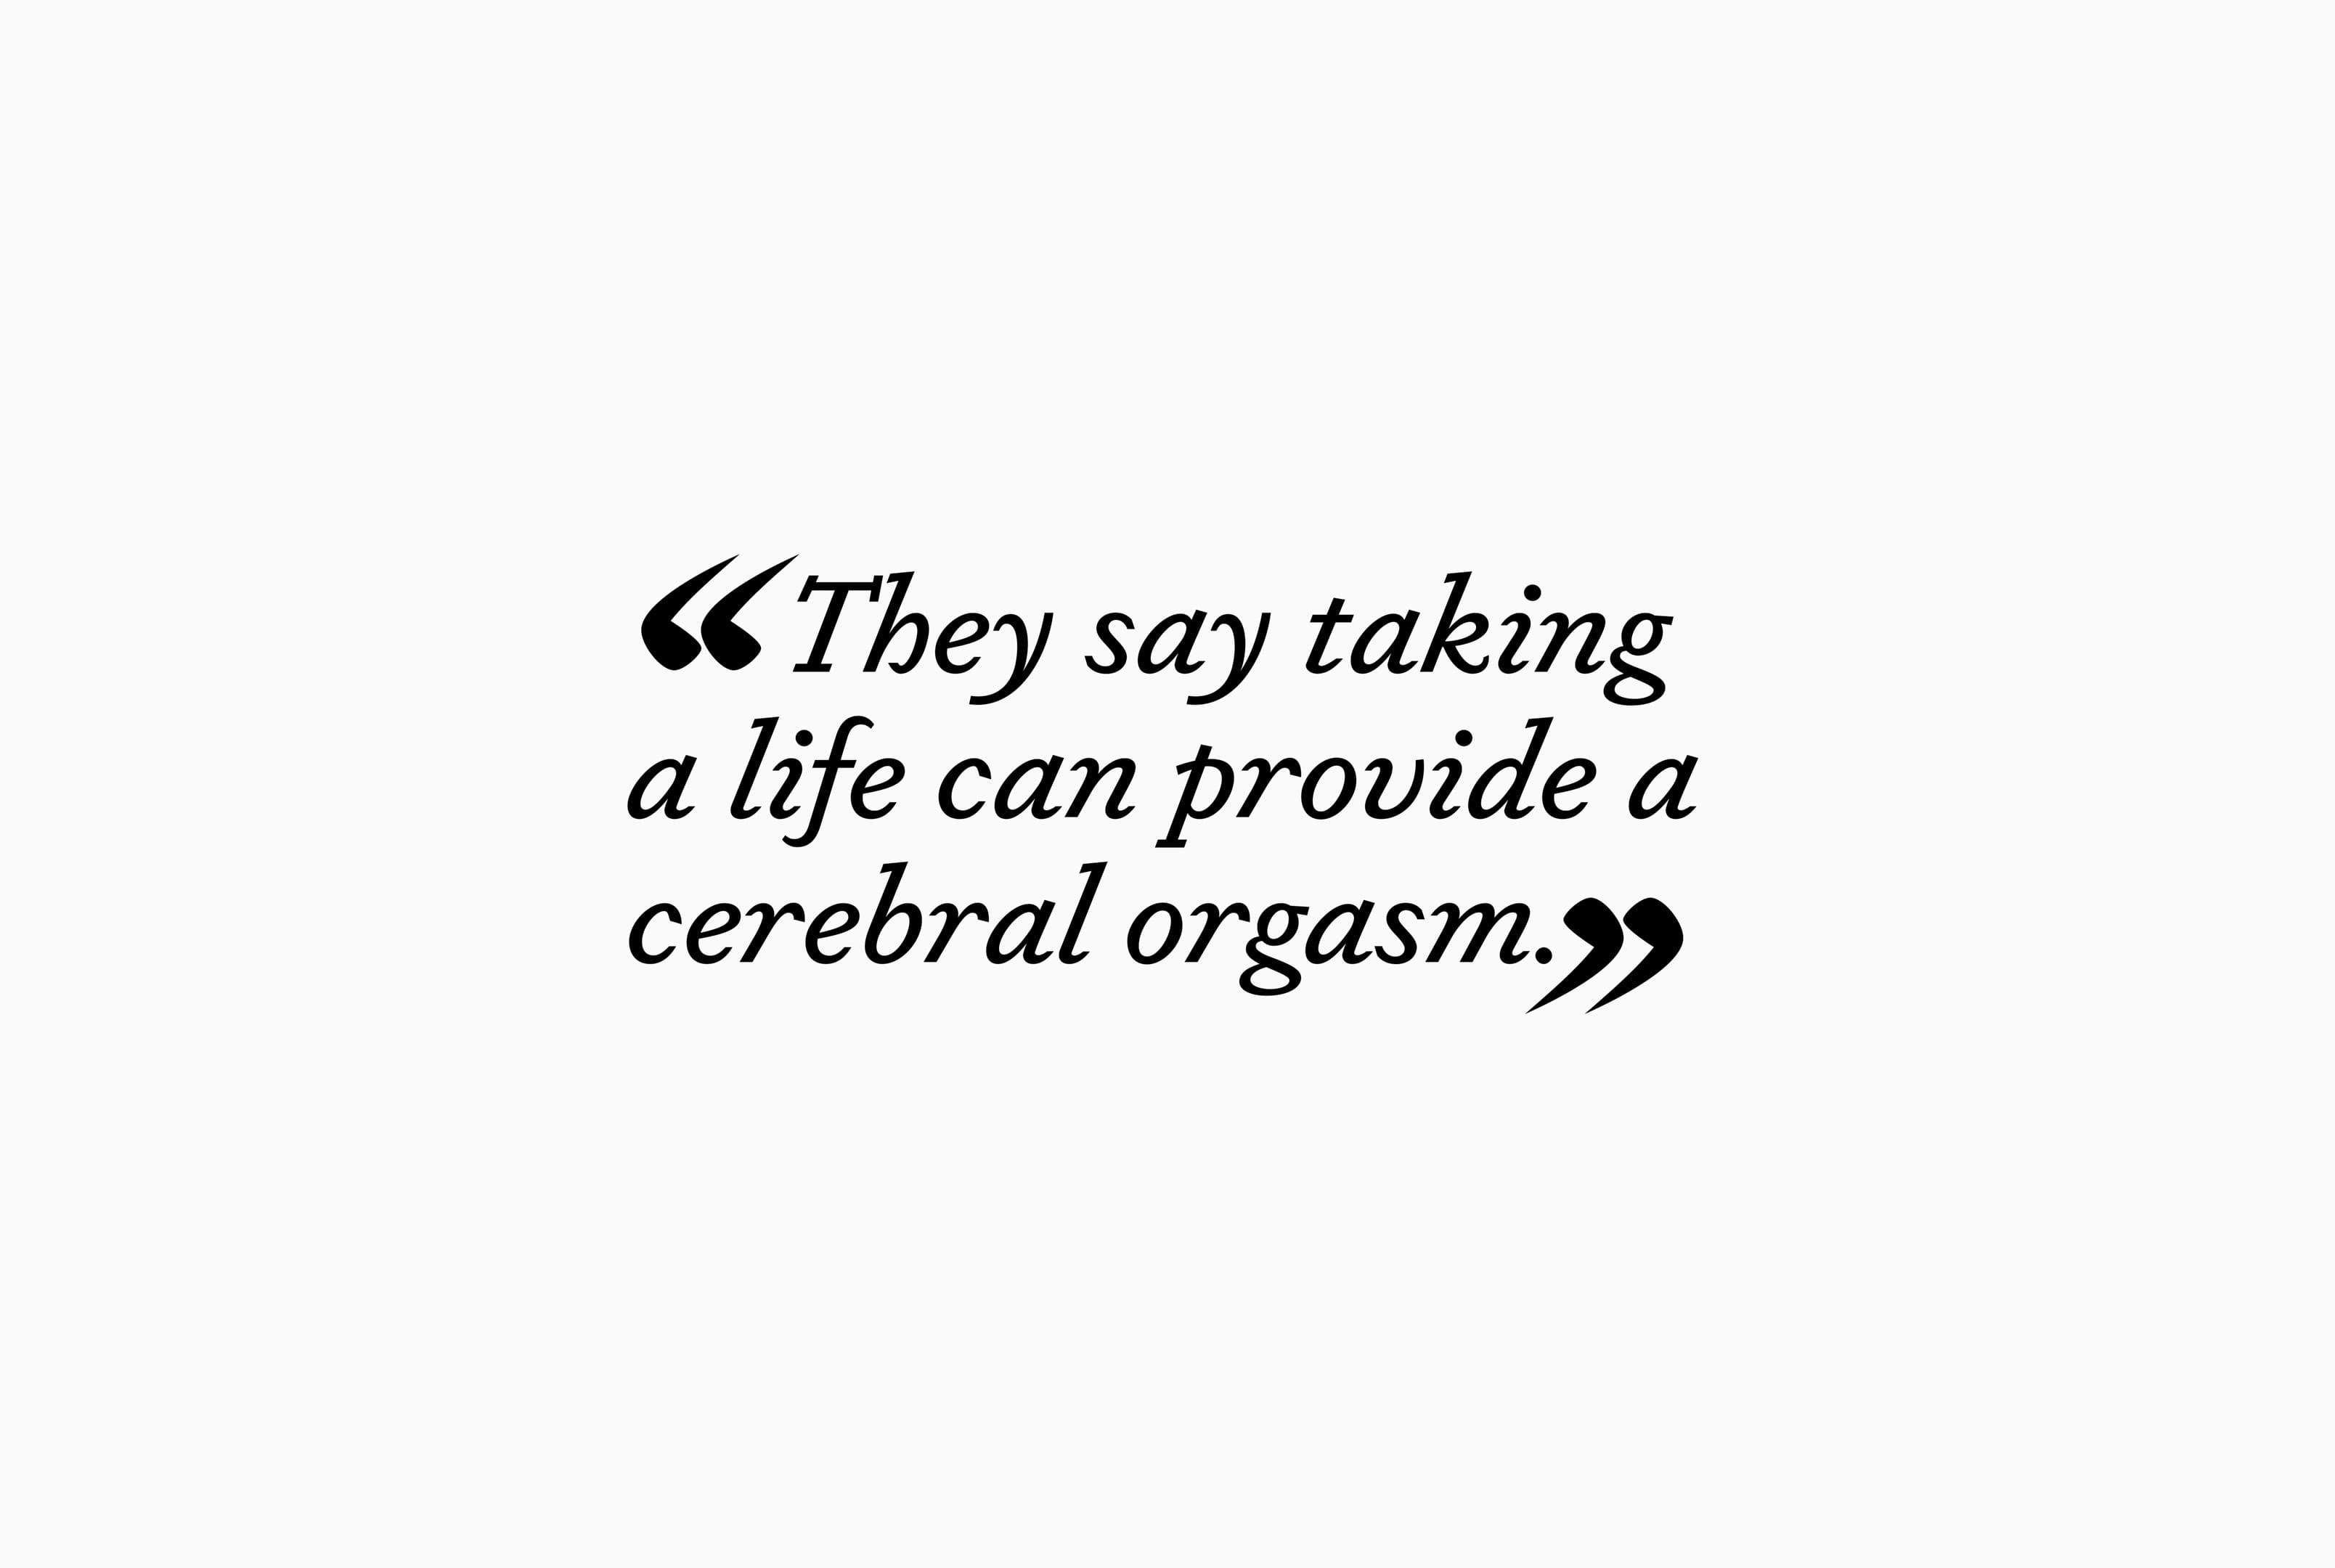 “They say taking
a life can provide a
cerebral orgasm.”